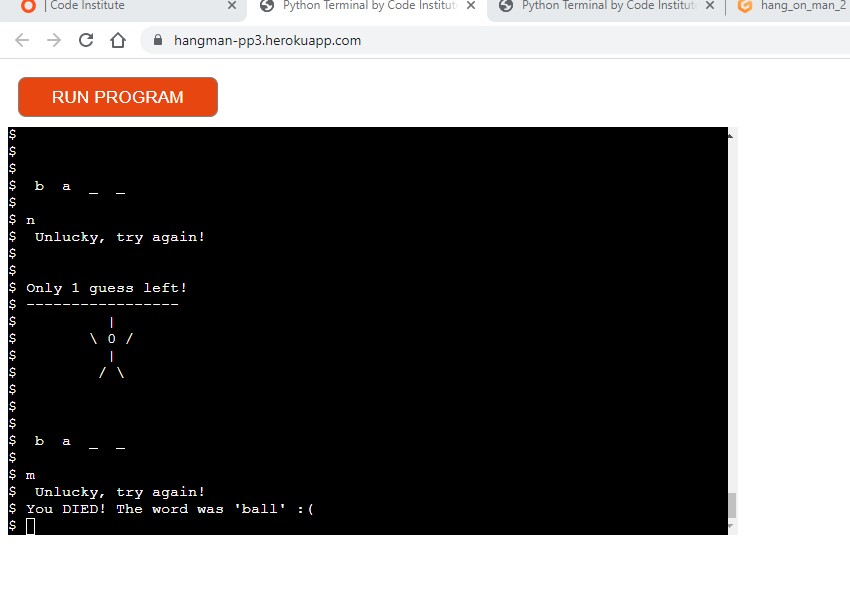 | Code Institute
Python Terminal by Code Institut
Python Terminal by Code Institut
hang_on_man_2
hangman-pp3.herokuapp.com
RUN PROGRAM
$
$
$
$  b  a  _  _
$
$ n
$  Unlucky, try again!
$
$
$ Only 1 guess left!
$ -----------------
$          |
$        \ 0 /
$          |
$         / \
$
$
$
$  b  a  _  _
$
$ m
$  Unlucky, try again!
$ You DIED! The word was 'ball' :(
$